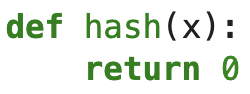 def hash(x):
    return 0